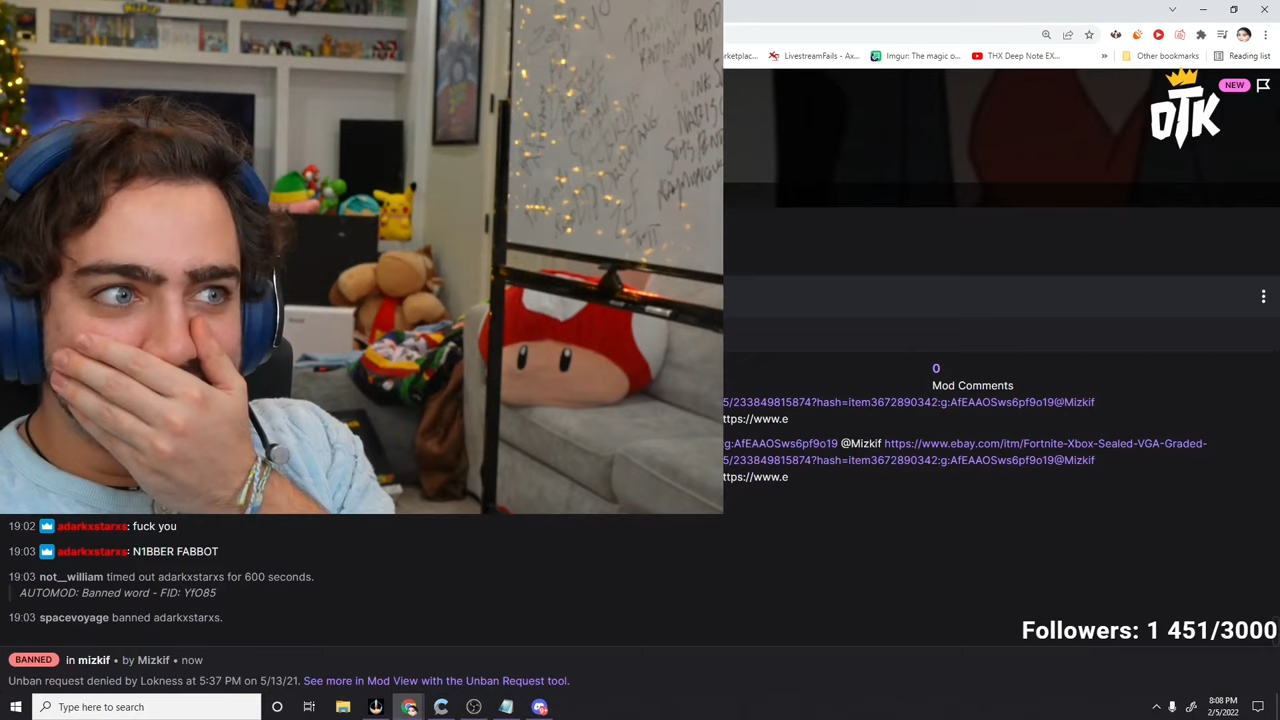 arketplac...
LivestreamFails - Ax...
Imgur: The magic o...
THX Deep Note EX...
»
Other bookmarks
Reading list
NEW
OTK
0
Mod Comments
5/233849815874?hash=item3672890342:g:AfEAAOSws6pf9o19@Mizkif
ttps://www.e
g:AfEAAOSws6pf9o19 @Mizkif https://www.ebay.com/itm/Fortnite-Xbox-Sealed-VGA-Graded-
5/233849815874?hash=item3672890342:g:AfEAAOSws6pf9o19@Mizkif
ttps://www.e
19:02 adarkxstarxs: fuck you
19:03 adarkxstarxs: N1BBER FABBOT
19:03 not__william timed out adarkxstarxs for 600 seconds.
AUTOMOD: Banned word - FID: YfO85
19:03 spacevoyage banned adarkxstarxs.
Followers: 1 451/3000
BANNED in mizkif • by Mizkif • now
Unban request denied by Lokness at 5:37 PM on 5/13/21. See more in Mod View with the Unban Request tool.
Type here to search
8:08 PM
2/5/2022